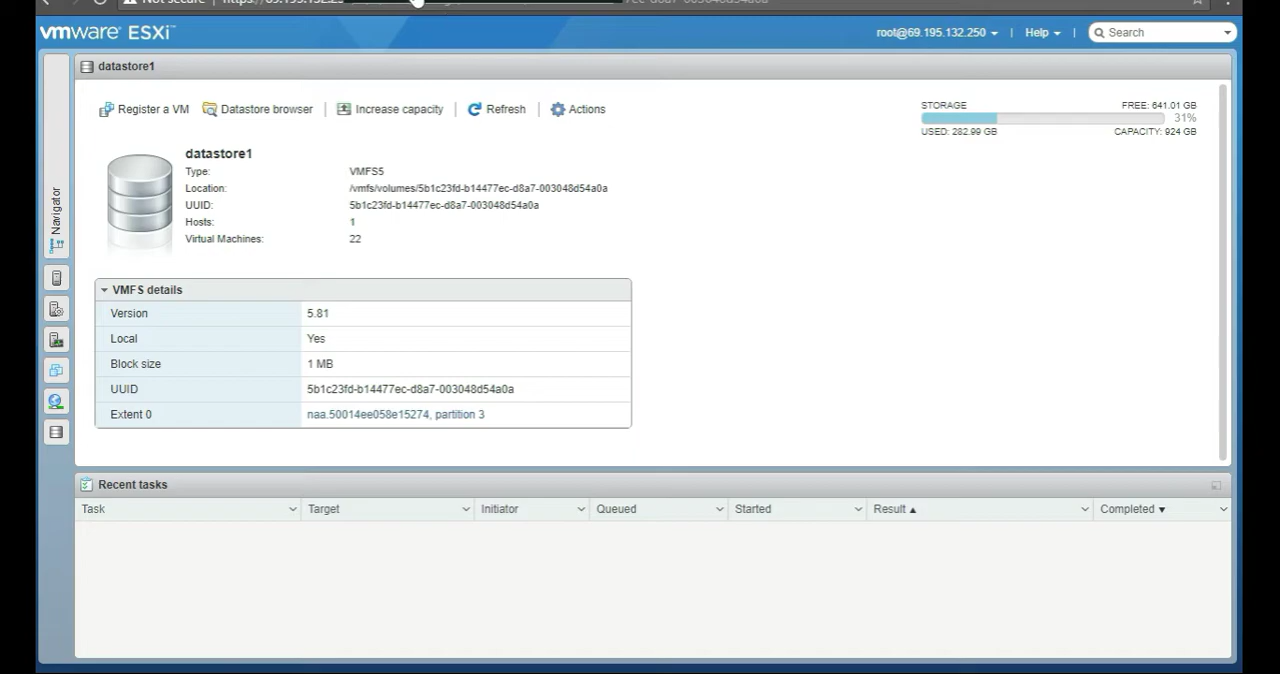 Not secure
vmware ESXi™
root@69.195.132.250 | Help | Search
datastore1
Register a VM Datastore browser | Increase capacity | Refresh | Actions
STORAGE FREE: 641.01 GB
31%
USED: 282.99 GB CAPACITY: 924 GB
datastore1
Type: VMFS5
Location: /vmfs/volumes/5b1c23fd-b14477ec-d8a7-003048d54a0a
UUID: 5b1c23fd-b14477ec-d8a7-003048d54a0a
Hosts: 1
Virtual Machines: 22
Navigator
VMFS details
Version 5.81
Local Yes
Block size 1 MB
UUID 5b1c23fd-b14477ec-d8a7-003048d54a0a
Extent 0 naa.50014ee058e15274, partition 3
Recent tasks
Task Target Initiator Queued Started Result ▲ Completed ▼